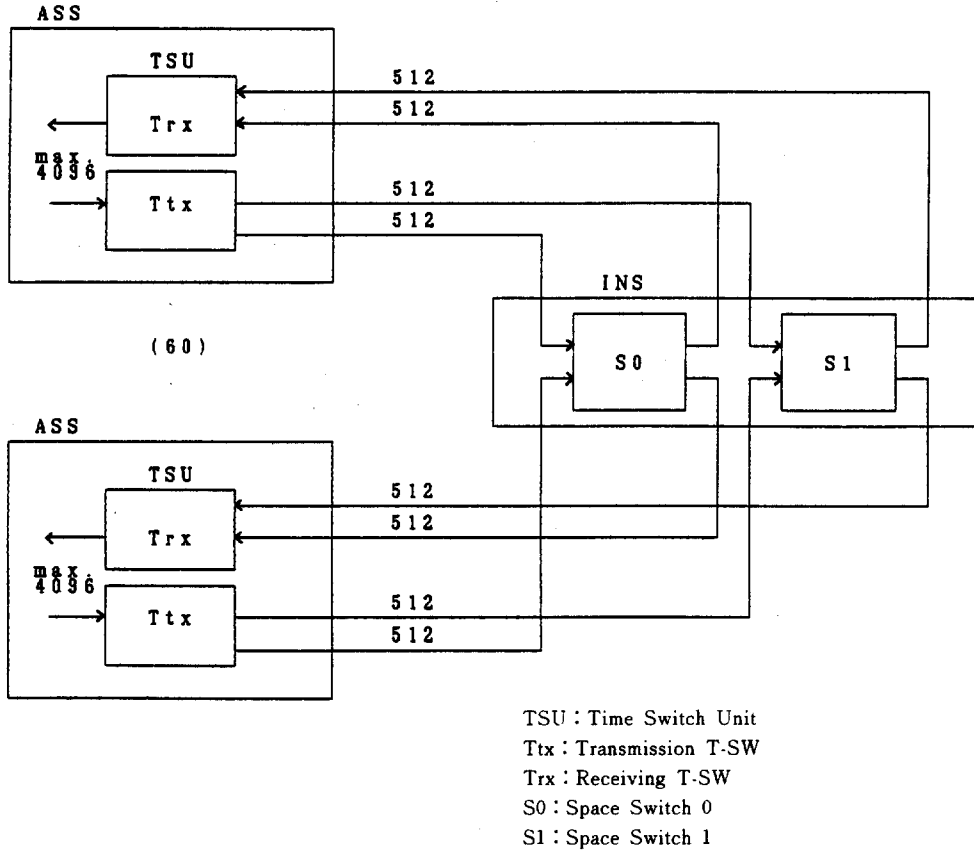 ASS
TSU
512
512
Trx
max.
4096
512
Ttx
512
INS
(60)
S0
S1
ASS
TSU
512
512
Trx
max.
4096
512
Ttx
512
TSU : Time Switch Unit
Ttx : Transmission T-SW
Trx : Receiving T-SW
S0 : Space Switch 0
S1 : Space Switch 1